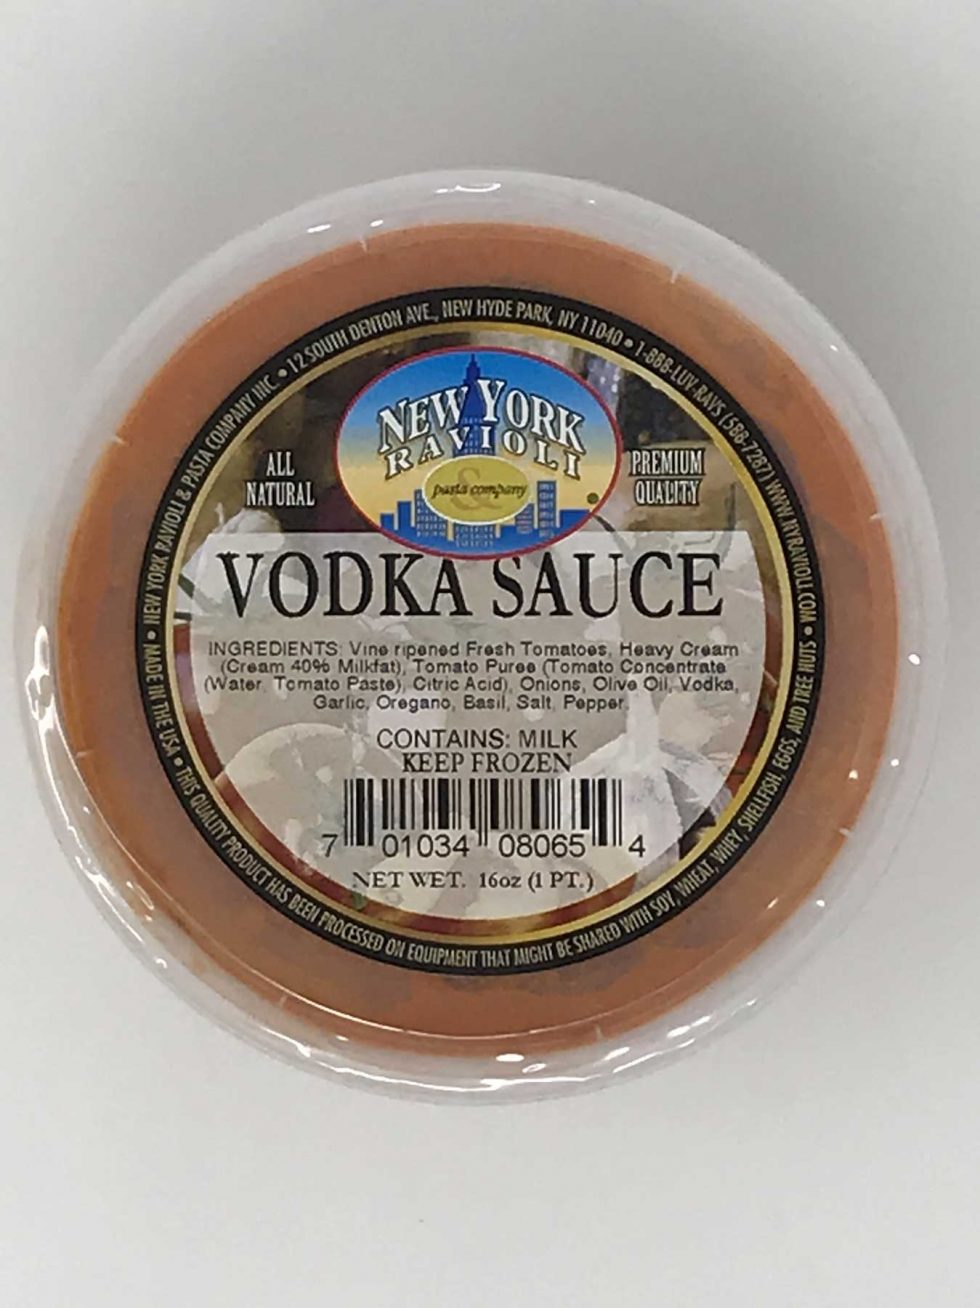 NEW YORK RAVIOLI & PASTA COMPANY INC. • 12 SOUTH DENTON AVE., NEW HYDE PARK, NY 11040 • 1-888-LUV-RAVS (588-7287) WWW.NYRAVIOLI.COM •
MADE IN THE USA • THIS QUALITY PRODUCT HAS BEEN PROCESSED ON EQUIPMENT THAT MIGHT BE SHARED WITH SOY, WHEAT, WHEY, SHELLFISH, EGGS, AND TREE NUTS •
NEW YORK
RAVIOLI
&
pasta company
ALL
NATURAL
PREMIUM
QUALITY
VODKA SAUCE
INGREDIENTS: Vine ripened Fresh Tomatoes, Heavy Cream
(Cream 40% Milkfat), Tomato Puree (Tomato Concentrate
(Water, Tomato Paste), Citric Acid), Onions, Olive Oil, Vodka,
Garlic, Oregano, Basil, Salt, Pepper.
CONTAINS: MILK
KEEP FROZEN
7 01034 08065 4
NET WET. 16oz (1 PT.)